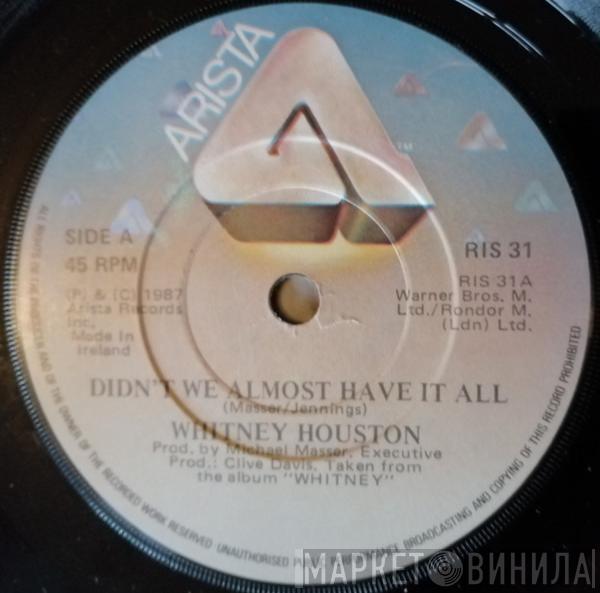 ARISTA
TM
SIDE A
45 RPM
RIS 31
(P) & (C) 1987
Arista Records
Inc.
Made In
Ireland
RIS 31A
Warner Bros. M.
Ltd./Rondor M.
(Ldn) Ltd.
DIDN'T WE ALMOST HAVE IT ALL
(Masser/Jennings)
WHITNEY HOUSTON
Prod. by Michael Masser, Executive
Prod.: Clive Davis. Taken from
the album "WHITNEY"
ALL RIGHTS OF THE PRODUCER AND OF THE OWNER OF THE RECORDED WORK RESERVED UNAUTHORISED PUBLIC PERFORMANCE BROADCASTING AND COPYING OF THIS RECORD PROHIBITED
МАРКЕТ ВИНИЛА